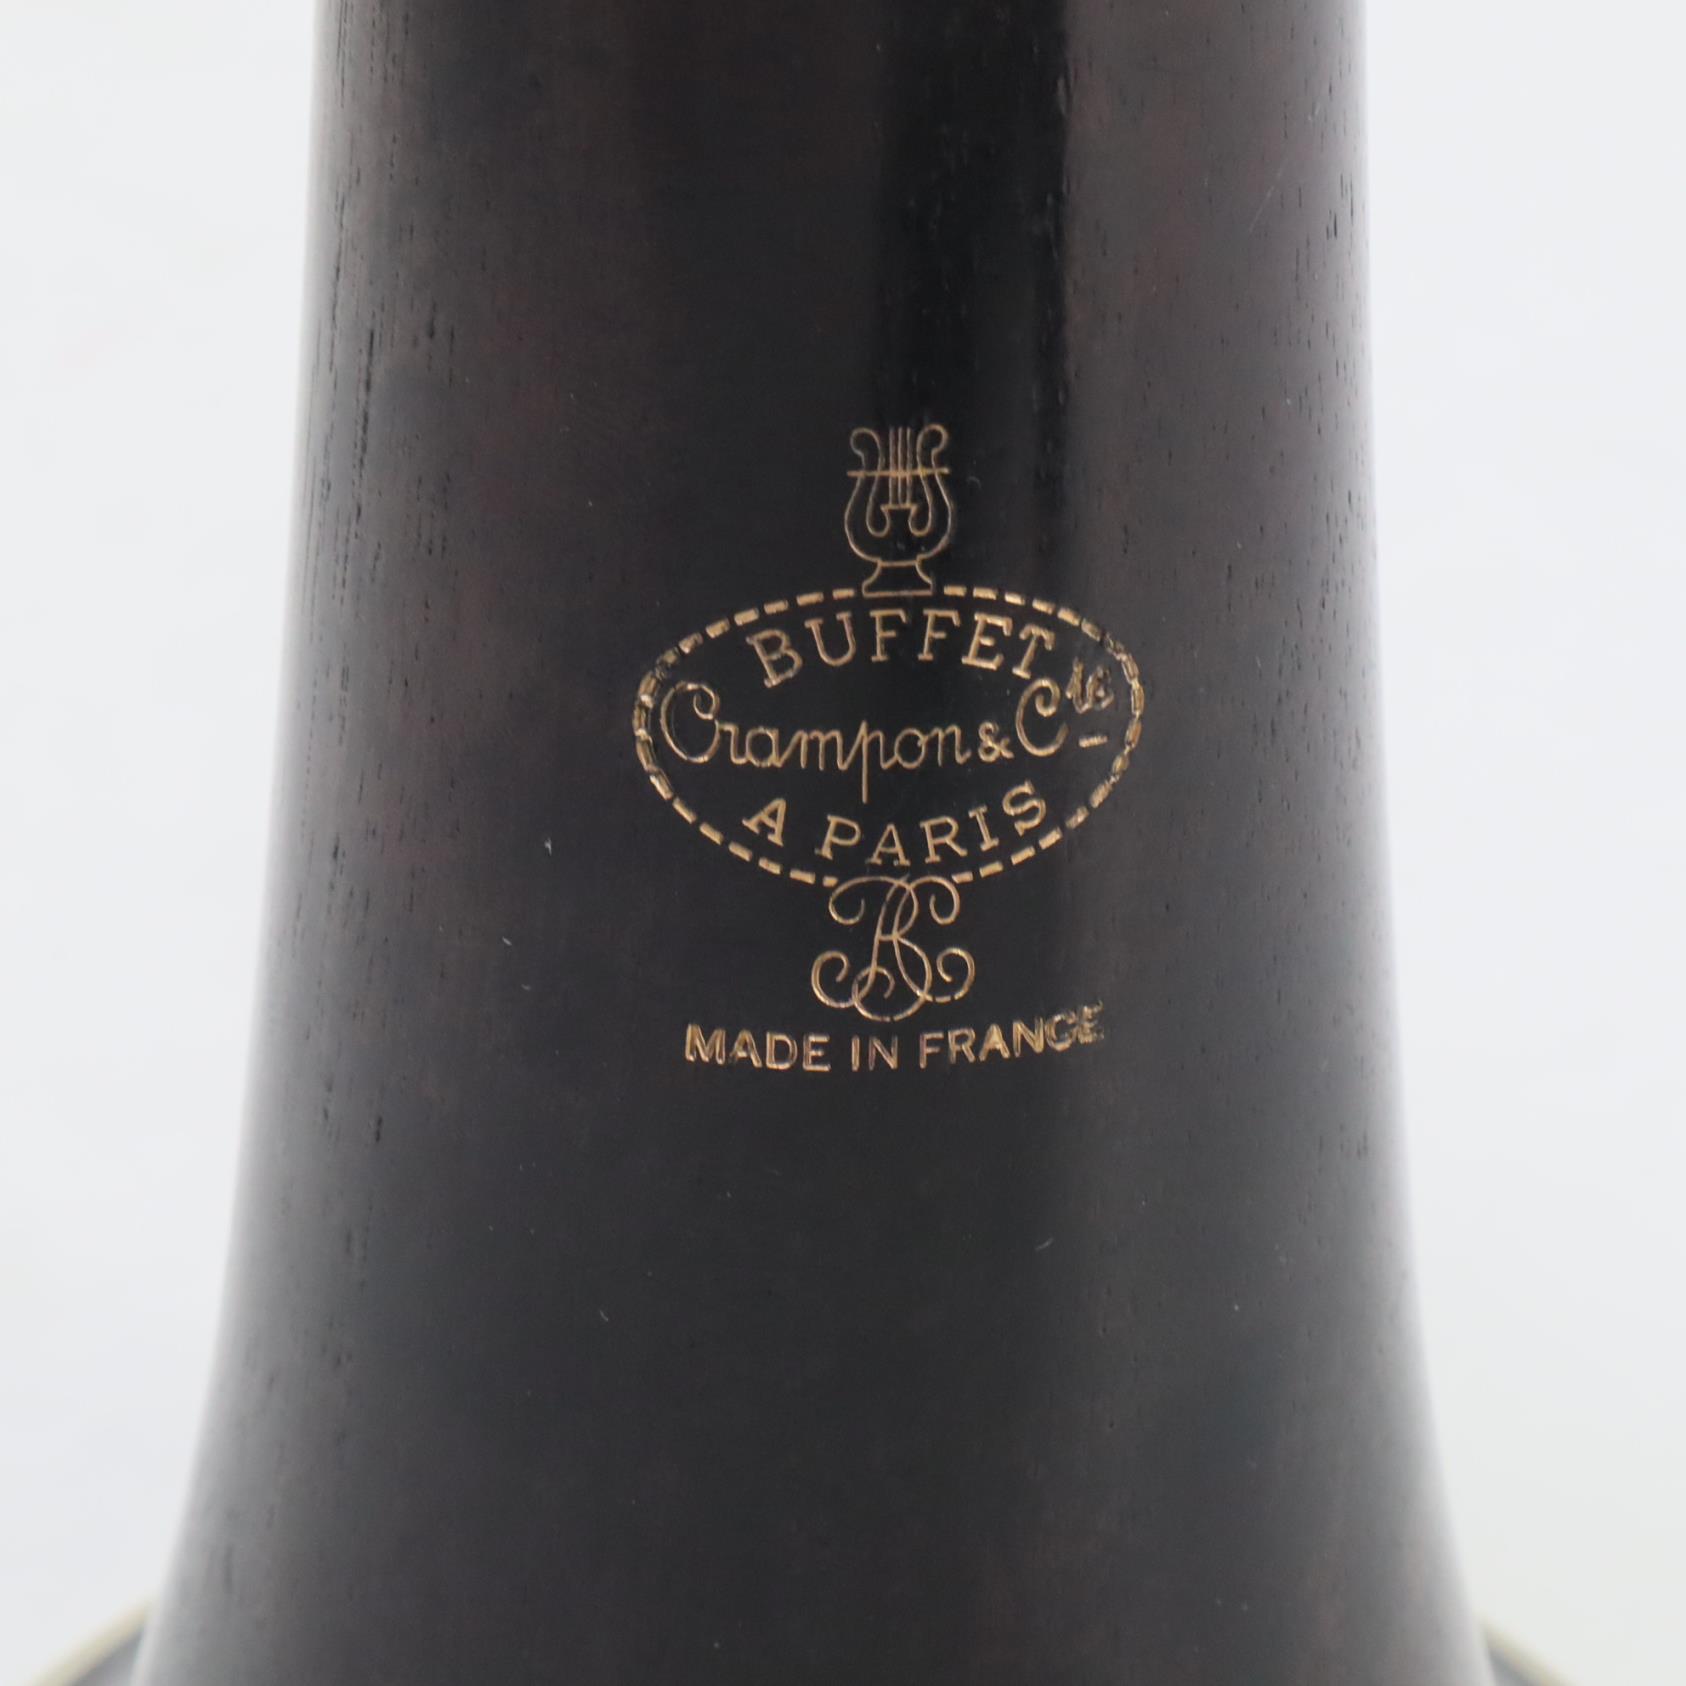 BUFFET
Crampon & Cie
A PARIS
BC
MADE IN FRANCE